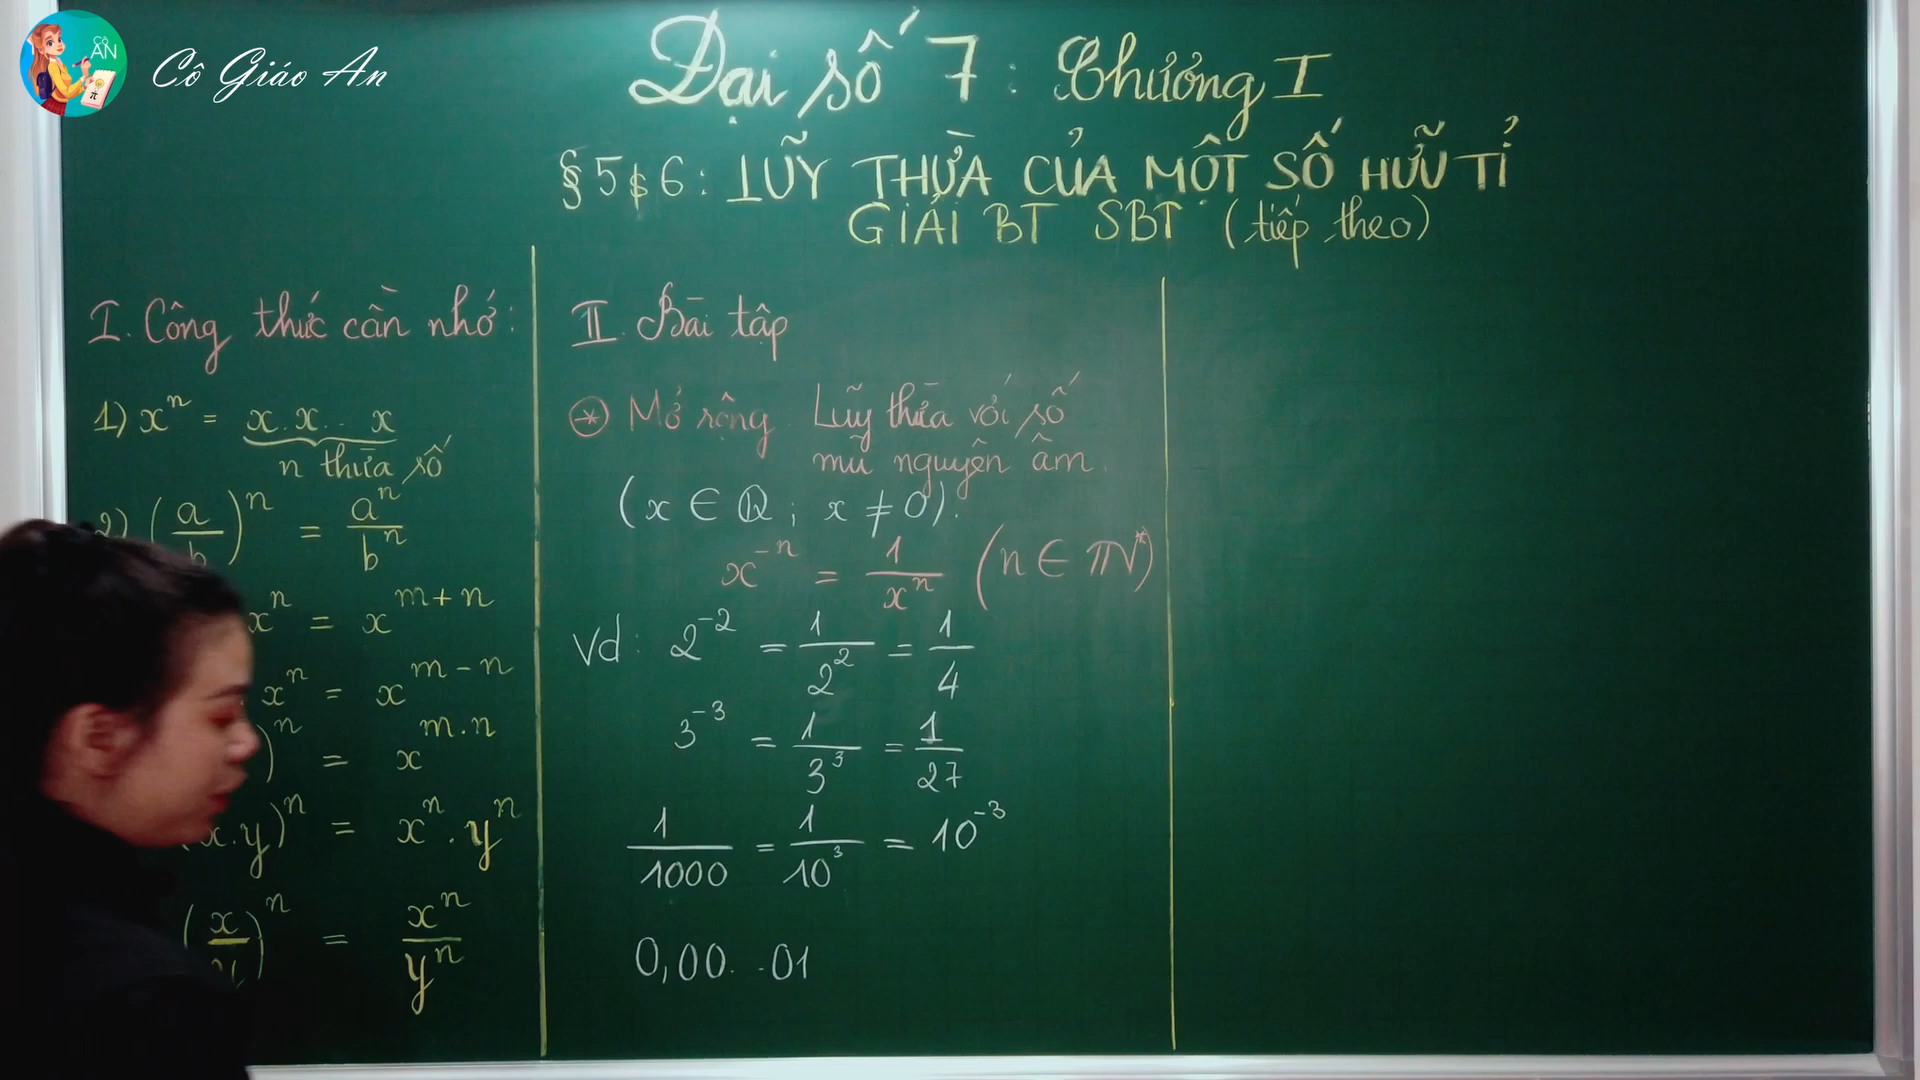 CÔ AN
Cô Giáo An
Đại số 7: Chương I
§5&6: LŨY THỪA CỦA MỘT SỐ HỮU TỈ
GIẢI BT SBT (tiếp theo)
I. Công thức cần nhớ:
1) xⁿ = x.x...x
n thừa số
2) (a/b)ⁿ = aⁿ/bⁿ
xⁿ = x^(m+n)
xⁿ = x^(m-n)
)ⁿ = x^(m.n)
x.y)ⁿ = xⁿ.yⁿ
(x/y)ⁿ = xⁿ/yⁿ
II. Bài tập
* Mở rộng. Lũy thừa với số
mũ nguyên âm.
(x ∈ Q; x ≠ 0).
x⁻ⁿ = 1/xⁿ (n ∈ N*)
Vd: 2⁻² = 1/2² = 1/4
3⁻³ = 1/3³ = 1/27
1/1000 = 1/10³ = 10⁻³
0,00...01